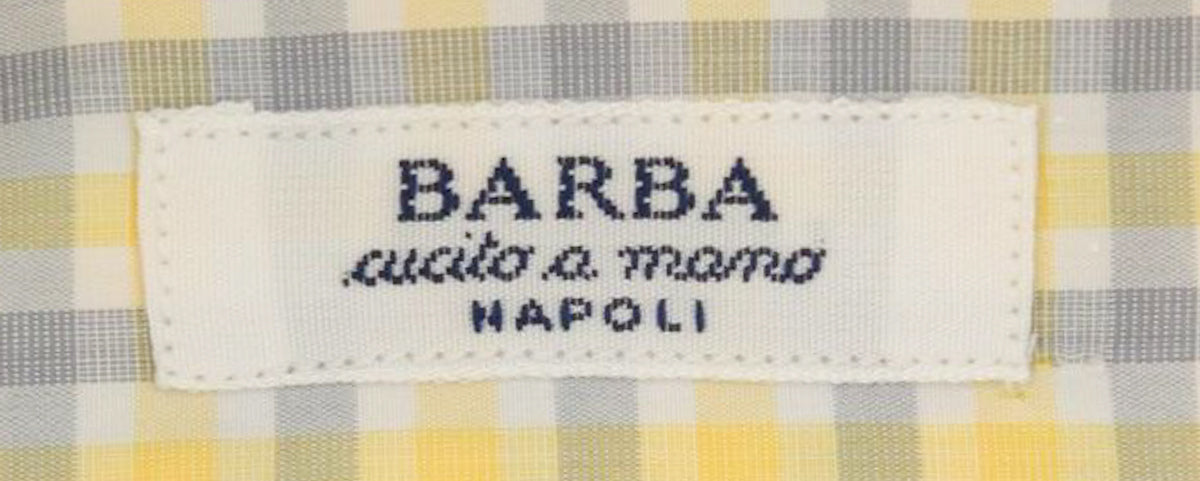 BARBA
cucito a mano
NAPOLI